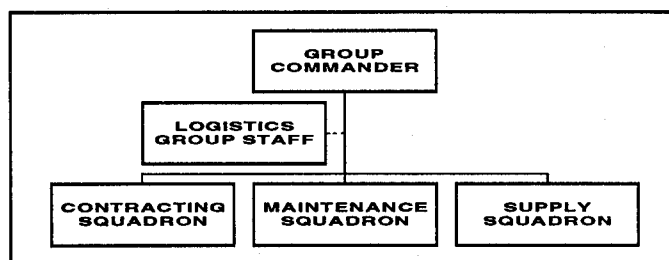 GROUP
COMMANDER
LOGISTICS
GROUP STAFF
CONTRACTING
SQUADRON
MAINTENANCE
SQUADRON
SUPPLY
SQUADRON